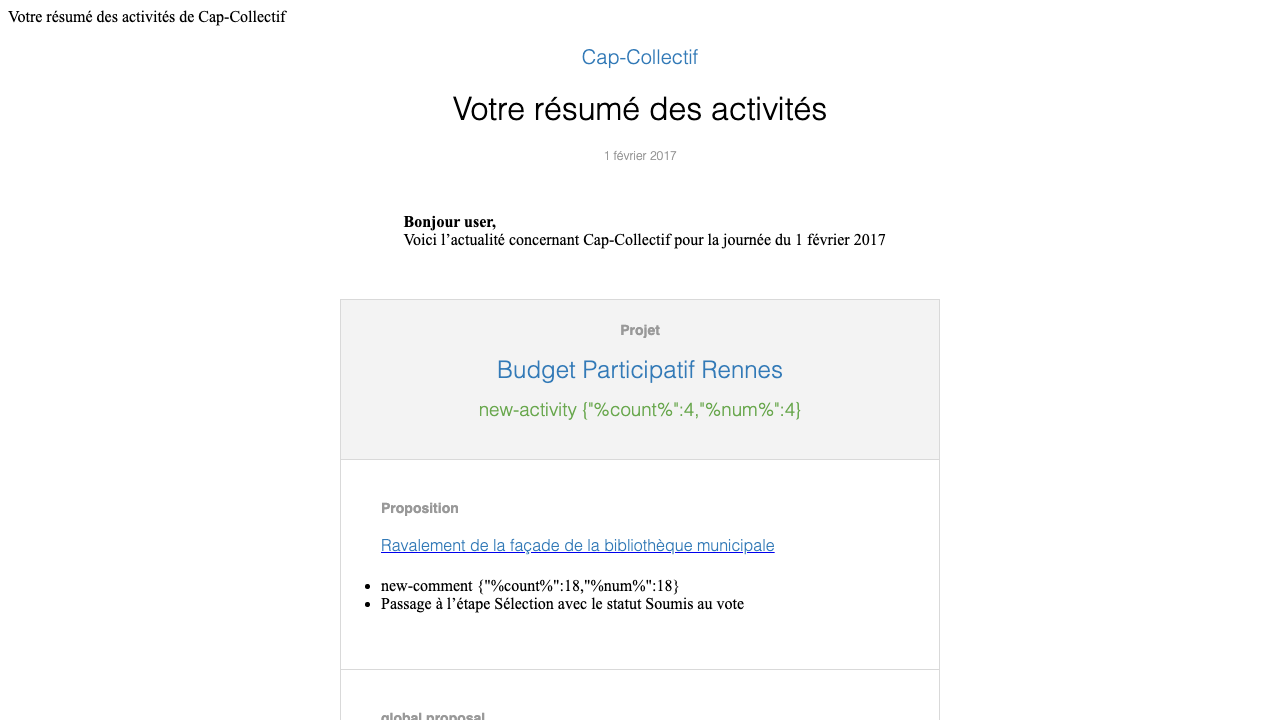 Votre résumé des activités de Cap-Collectif
Cap-Collectif
Votre résumé des activités
1 février 2017
Bonjour user,
Voici l’actualité concernant Cap-Collectif pour la journée du 1 février 2017
Projet
Budget Participatif Rennes
new-activity {"%count%":4,"%num%":4}
Proposition
Ravalement de la façade de la bibliothèque municipale
new-comment {"%count%":18,"%num%":18}
Passage à l’étape Sélection avec le statut Soumis au vote
global proposal